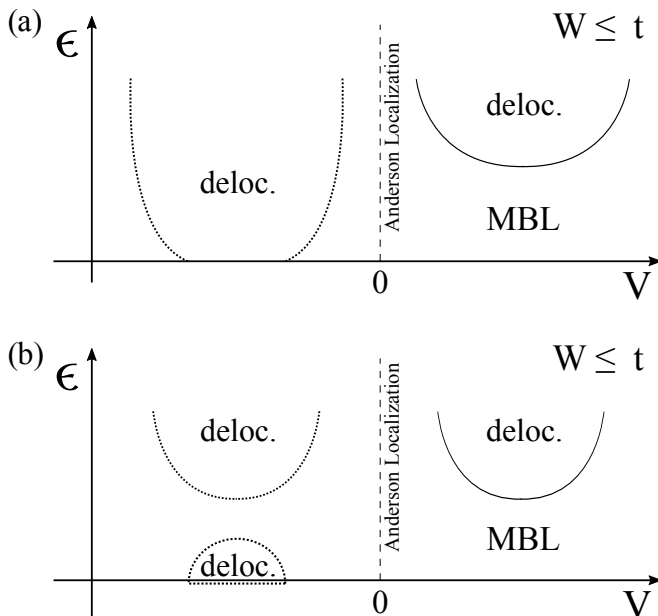 (a)
ϵ
W ≤ t
deloc.
deloc.
Anderson Localization
MBL
0
V
(b)
ϵ
W ≤ t
deloc.
deloc.
Anderson Localization
deloc.
MBL
0
V